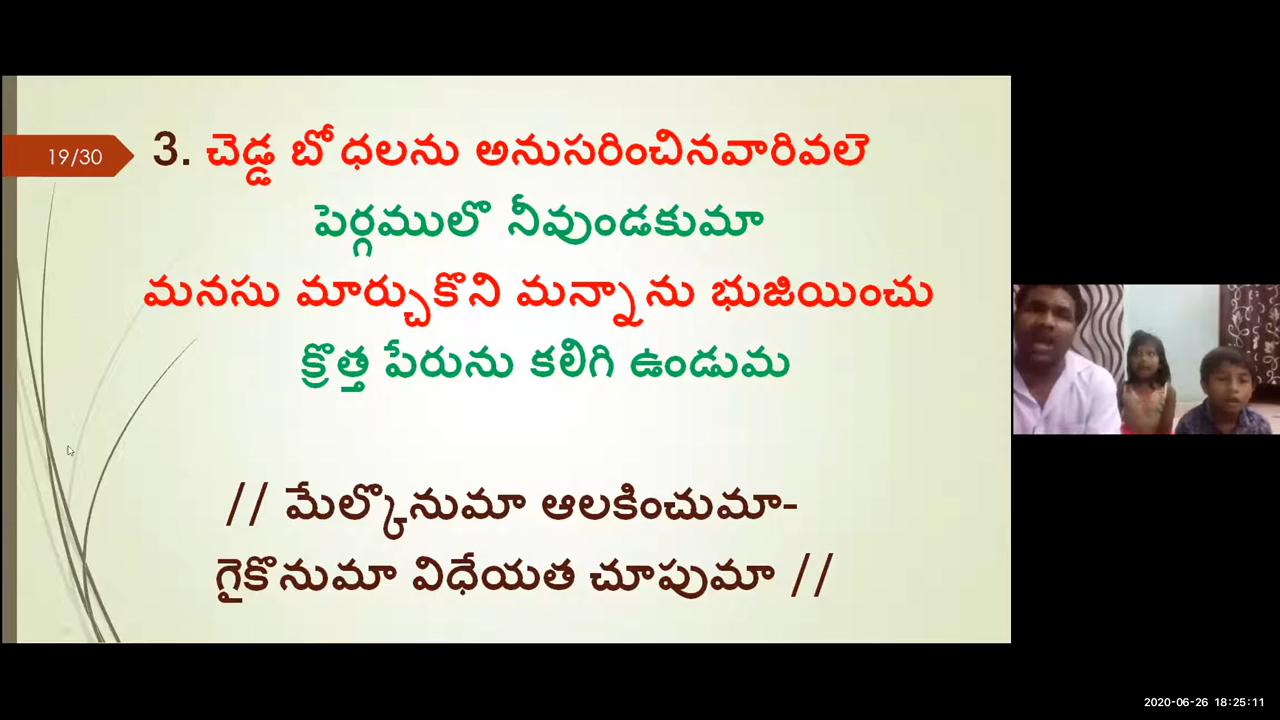 19/30
3. చెడ్డ బోధలను అనుసరించినవారివలె
పెర్గములొ నీవుండకుమా
మనసు మార్చుకొని మన్నాను భుజియించు
క్రొత్త పేరును కలిగి ఉండుమ
// మేల్కొనుమా ఆలకించుమా-
గైకొనుమా విధేయత చూపుమా //
2020-06-26 18:25:11